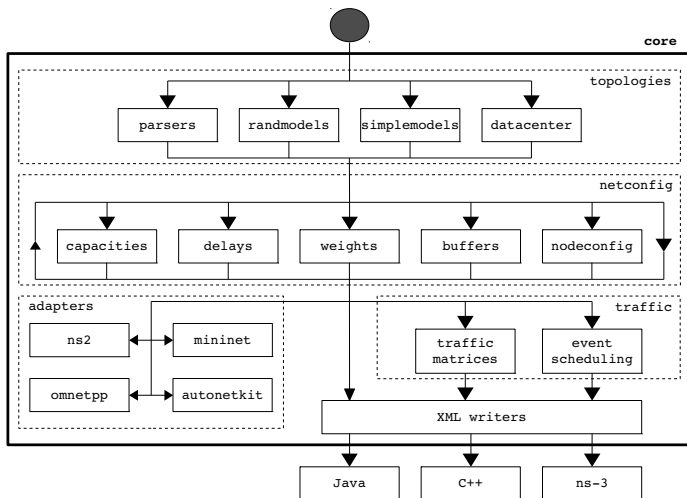 core
topologies
parsers
randmodels
simplemodels
datacenter
netconfig
capacities
delays
weights
buffers
nodeconfig
adapters
traffic
ns2
mininet
traffic
matrices
event
scheduling
omnetpp
autonetkit
XML writers
Java
C++
ns-3